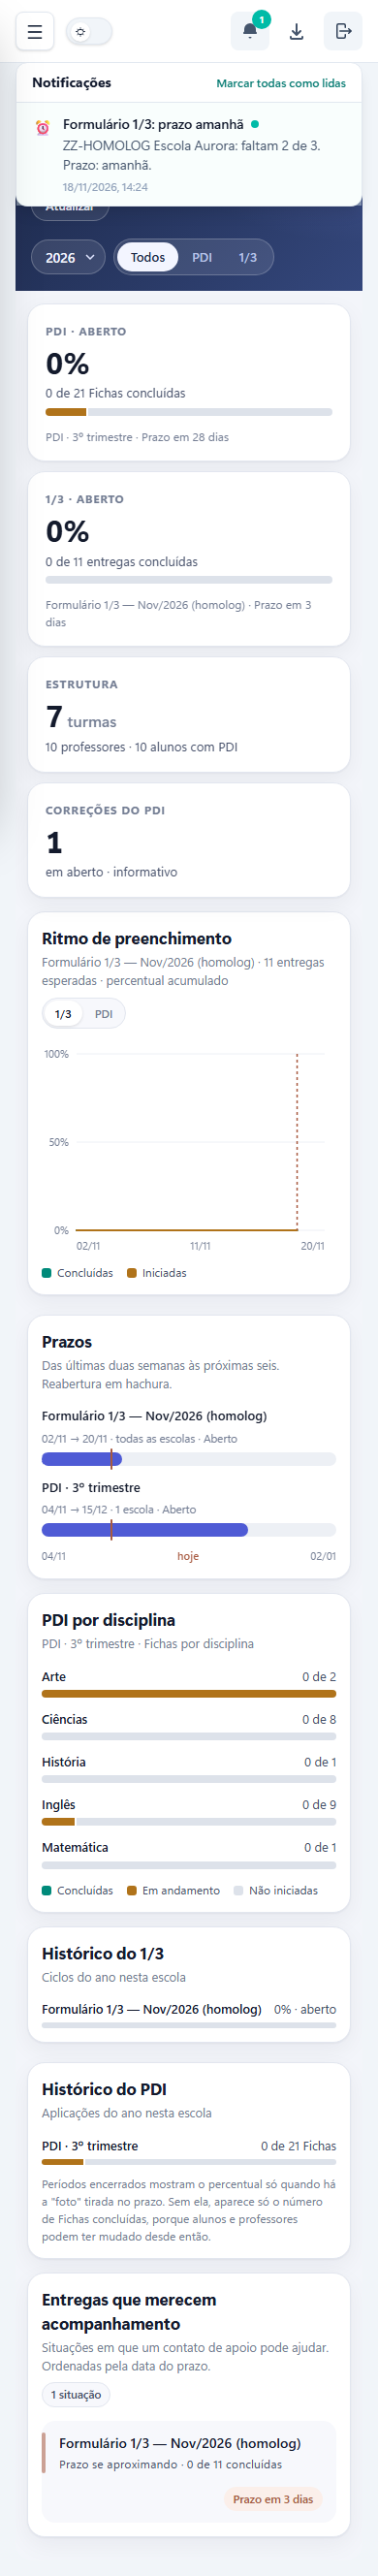 1
Notificações
Marcar todas como lidas
Formulário 1/3: prazo amanhã
ZZ-HOMOLOG Escola Aurora: faltam 2 de 3.
Prazo: amanhã.
18/11/2026, 14:24
Atualizar
2026
Todos
PDI
1/3
PDI · ABERTO
0%
0 de 21 Fichas concluídas
PDI · 3º trimestre · Prazo em 28 dias
1/3 · ABERTO
0%
0 de 11 entregas concluídas
Formulário 1/3 — Nov/2026 (homolog) · Prazo em 3
dias
ESTRUTURA
7 turmas
10 professores · 10 alunos com PDI
CORREÇÕES DO PDI
1
em aberto · informativo
Ritmo de preenchimento
Formulário 1/3 — Nov/2026 (homolog) · 11 entregas
esperadas · percentual acumulado
1/3
PDI
100%
50%
0%
02/11
11/11
20/11
Concluídas
Iniciadas
Prazos
Das últimas duas semanas às próximas seis.
Reabertura em hachura.
Formulário 1/3 — Nov/2026 (homolog)
02/11 → 20/11 · todas as escolas · Aberto
PDI · 3º trimestre
04/11 → 15/12 · 1 escola · Aberto
04/11
hoje
02/01
PDI por disciplina
PDI · 3º trimestre · Fichas por disciplina
Arte
0 de 2
Ciências
0 de 8
História
0 de 1
Inglês
0 de 9
Matemática
0 de 1
Concluídas
Em andamento
Não iniciadas
Histórico do 1/3
Ciclos do ano nesta escola
Formulário 1/3 — Nov/2026 (homolog)
0% · aberto
Histórico do PDI
Aplicações do ano nesta escola
PDI · 3º trimestre
0 de 21 Fichas
Períodos encerrados mostram o percentual só quando há
a "foto" tirada no prazo. Sem ela, aparece só o número
de Fichas concluídas, porque alunos e professores
podem ter mudado desde então.
Entregas que merecem
acompanhamento
Situações em que um contato de apoio pode ajudar.
Ordenadas pela data do prazo.
1 situação
Formulário 1/3 — Nov/2026 (homolog)
Prazo se aproximando · 0 de 11 concluídas
Prazo em 3 dias